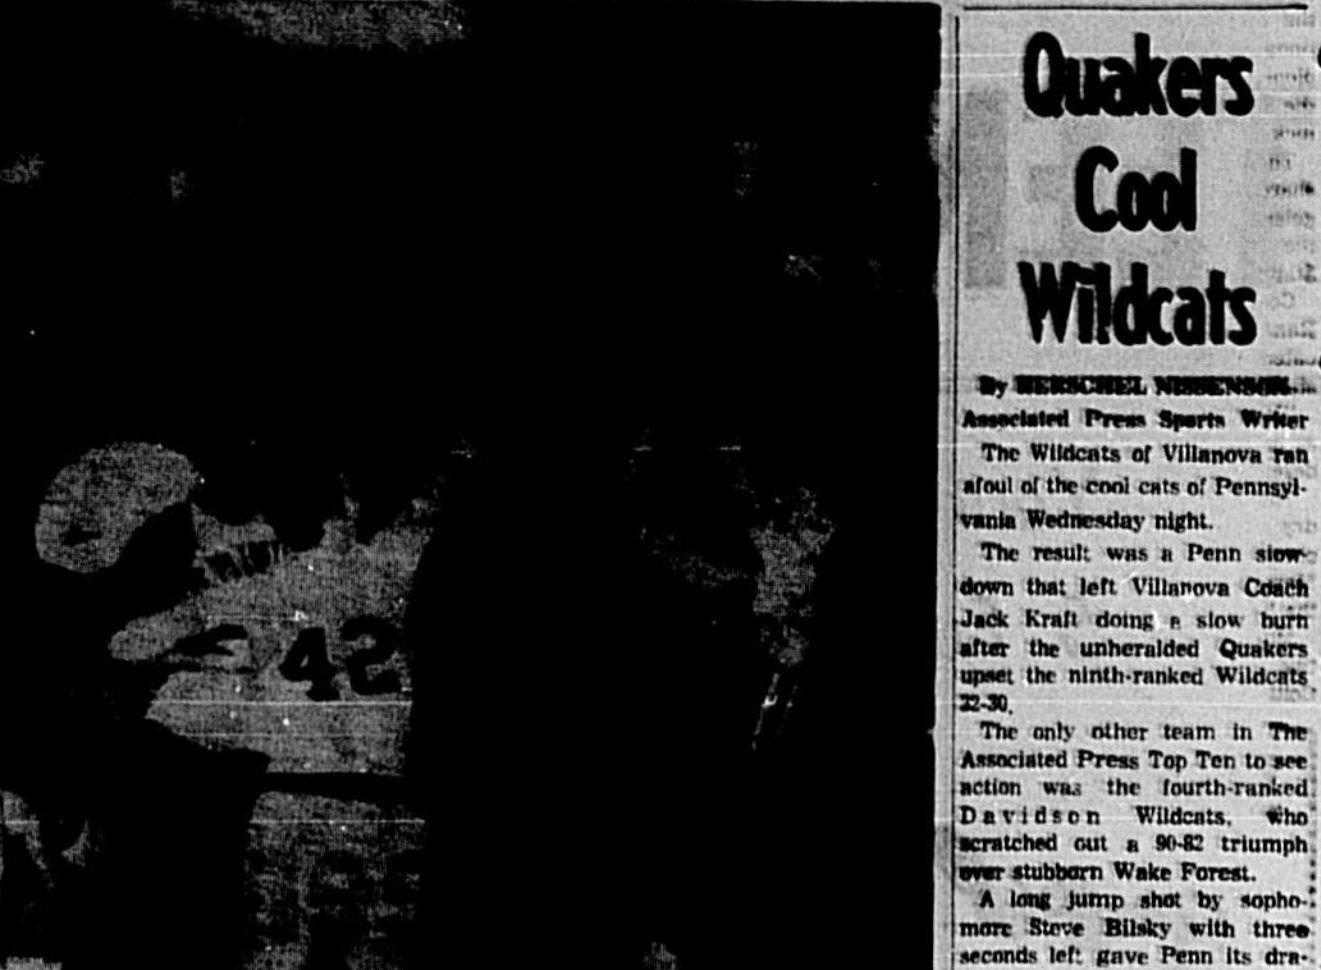 42
Quakers
Cool
Wildcats
By HERSCHEL NISSENSON
Associated Press Sports Writer
The Wildcats of Villanova ran
afoul of the cool cats of Pennsyl-
vania Wednesday night.
The result was a Penn slow-
down that left Villanova Coach
Jack Kraft doing a slow burn
after the unheralded Quakers
upset the ninth-ranked Wildcats
32-30.
The only other team in The
Associated Press Top Ten to see
action was the fourth-ranked
Davidson Wildcats, who
scratched out a 90-82 triumph
over stubborn Wake Forest.
A long jump shot by sopho-
more Steve Bilsky with three
seconds left gave Penn its dra-